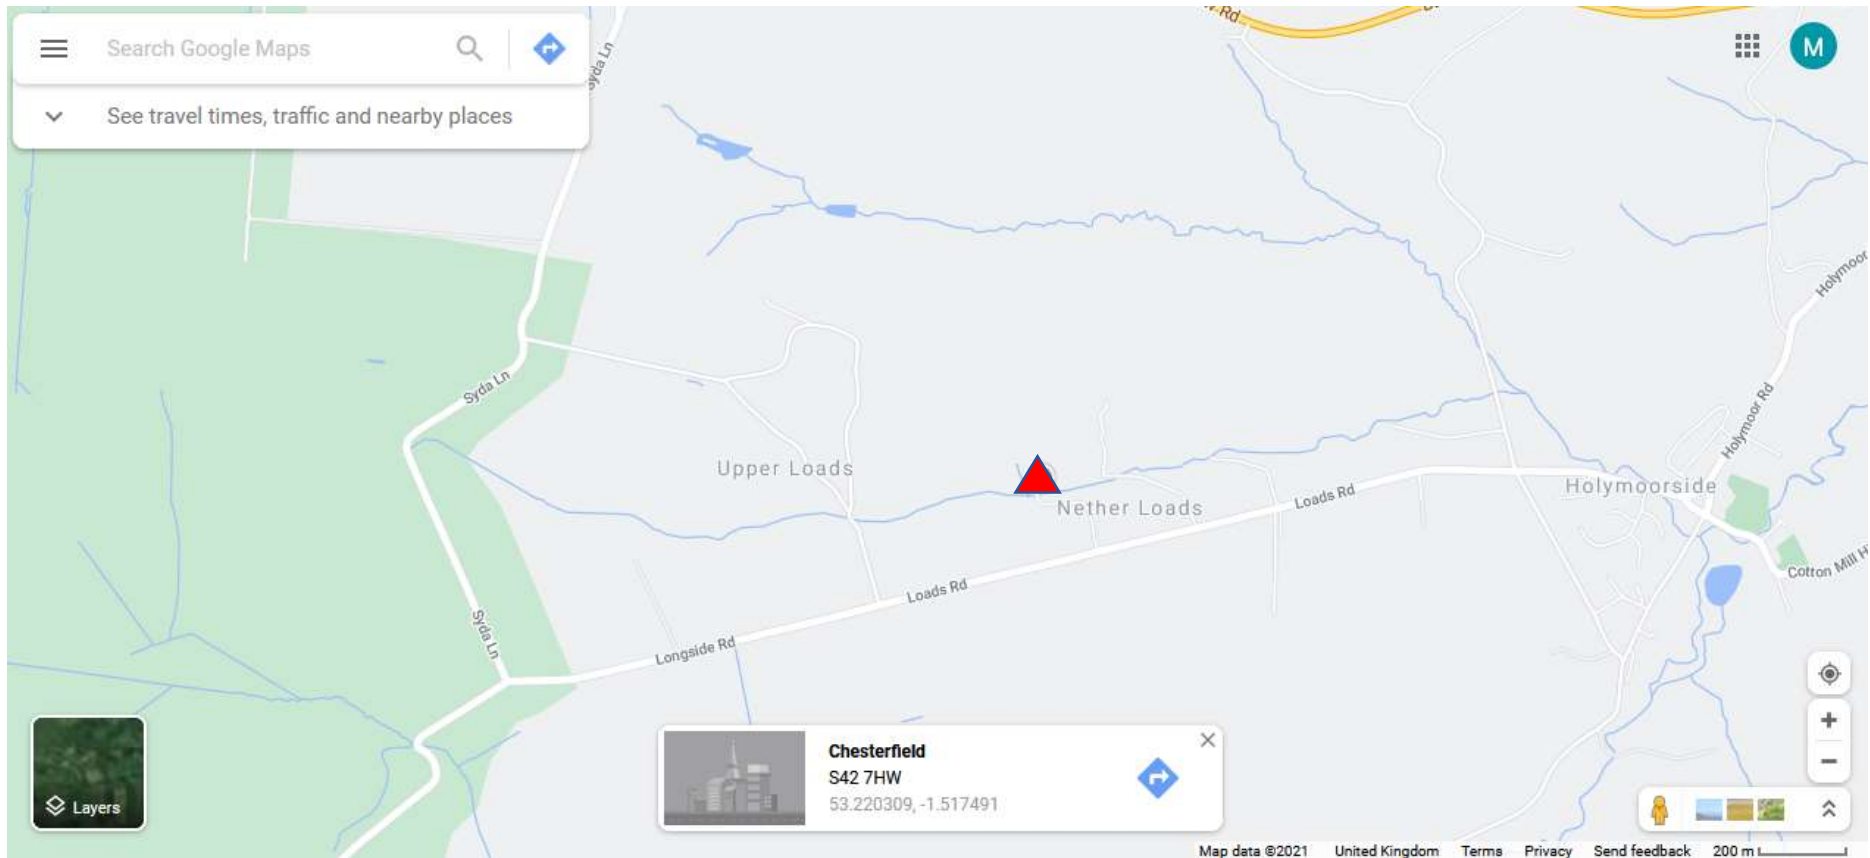 Search Google Maps
See travel times, traffic and nearby places
Syda Ln
Rd
M
Holymoor
Syda Ln
Holymoor Rd
Upper Loads
Nether Loads
Loads Rd
Holymoorside
Cotton Mill H
Loads Rd
Syda Ln
Longside Rd
Chesterfield
S42 7HW
53.220309, -1.517491
Layers
Map data ©2021 United Kingdom Terms Privacy Send feedback 200 m